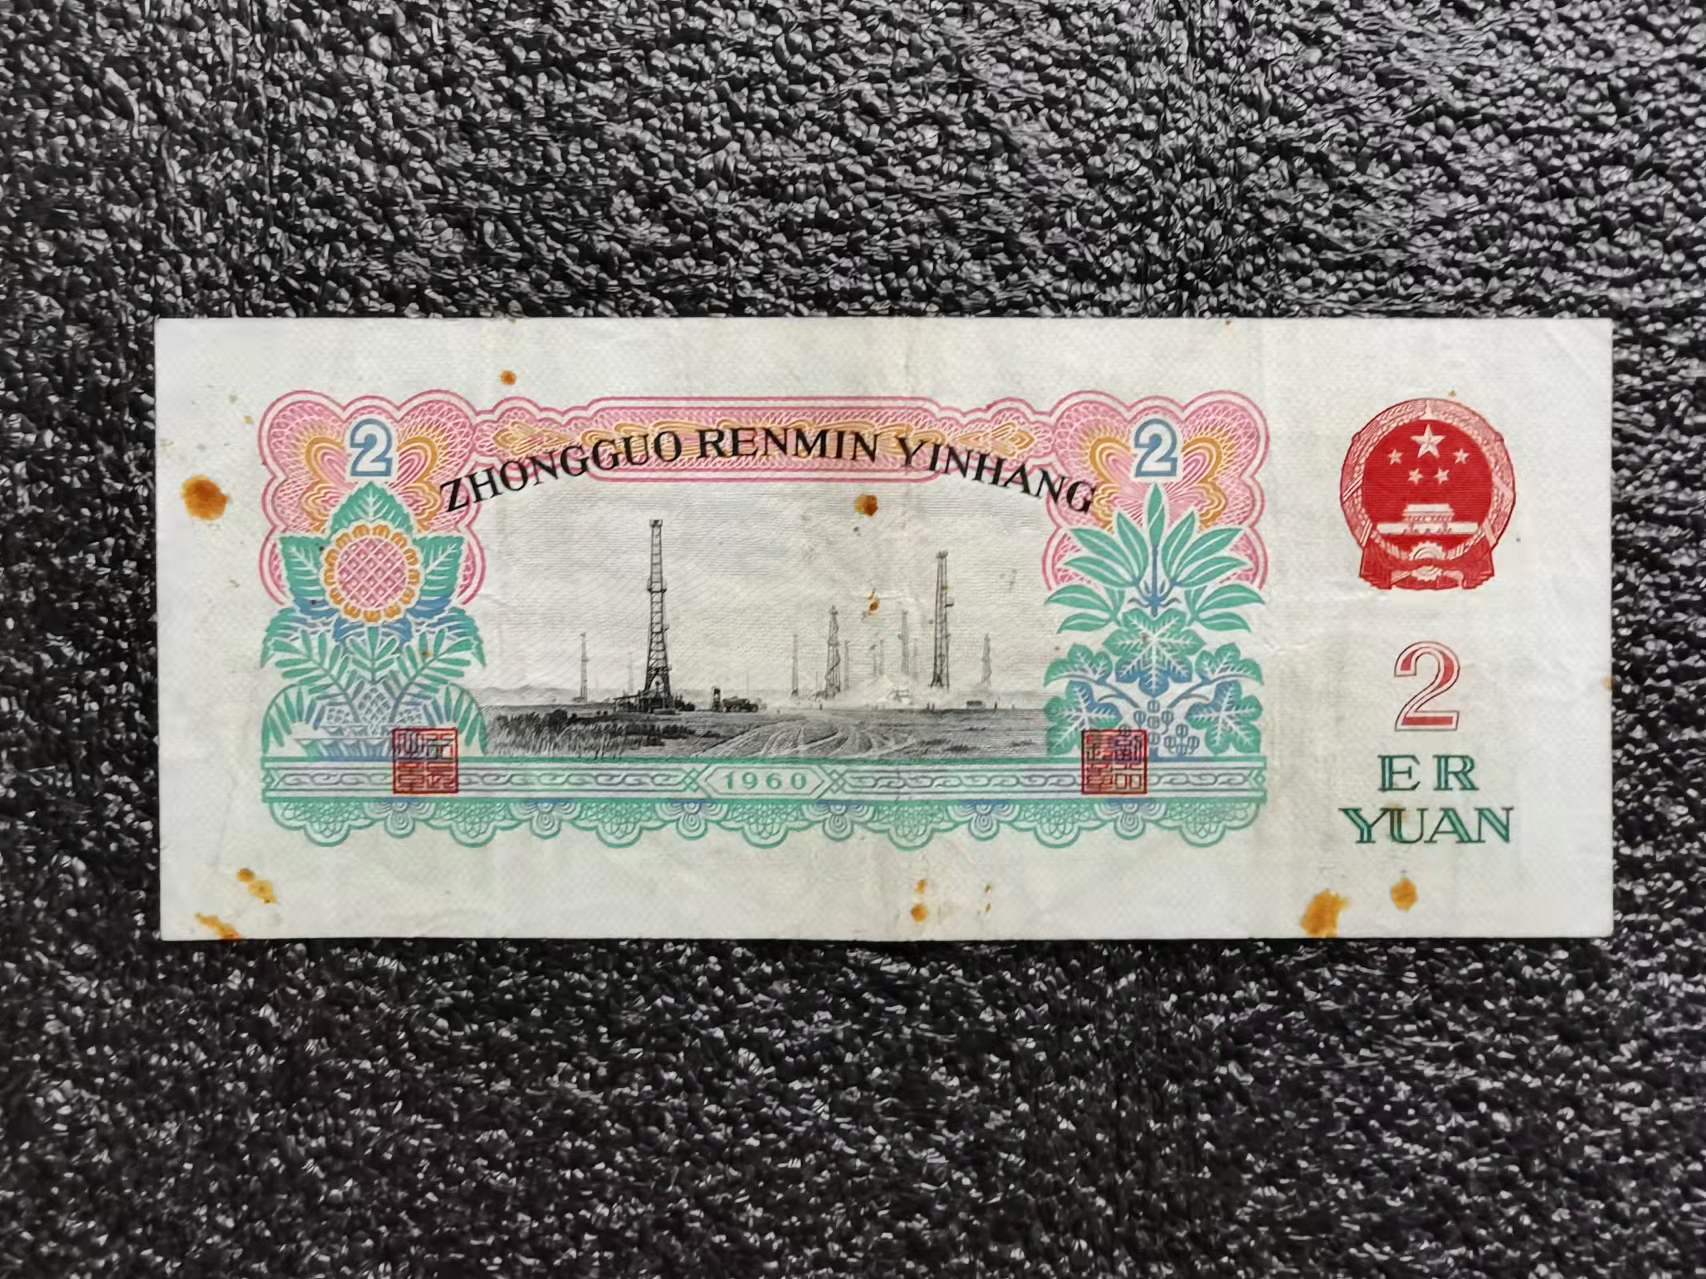 2
2
ZHONGGUO RENMIN YINHANG
2
ER
YUAN
1960